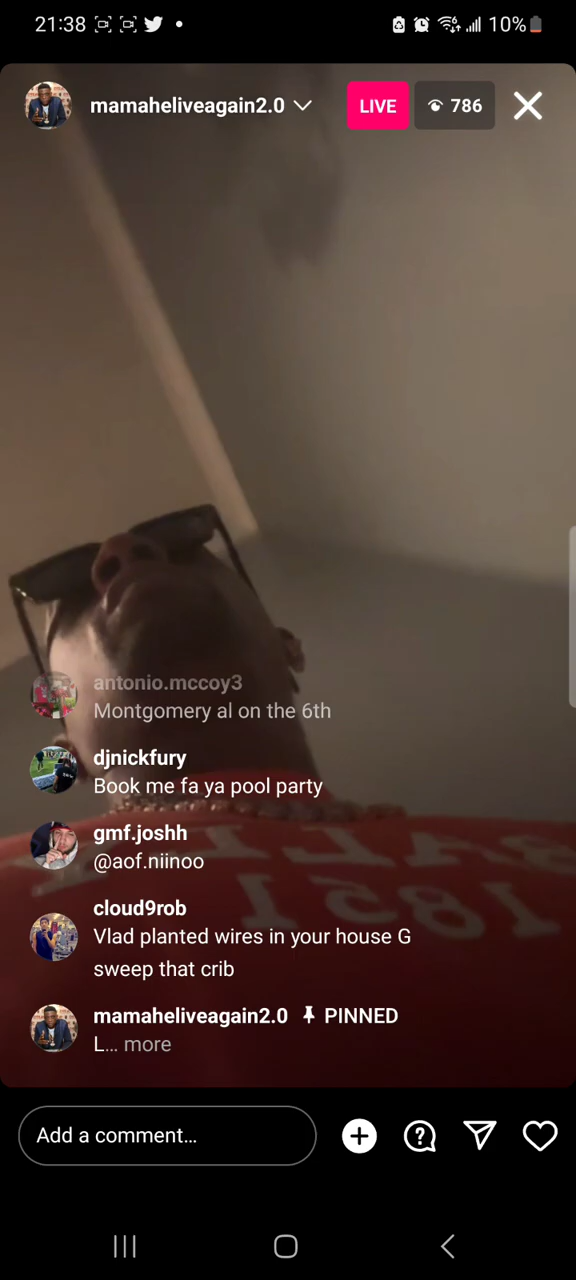 21:38
10%
mamaheliveagain2.0
LIVE
786
antonio.mccoy3
Montgomery al on the 6th
djnickfury
Book me fa ya pool party
gmf.joshh
@aof.niinoo
cloud9rob
Vlad planted wires in your house G
sweep that crib
mamaheliveagain2.0 PINNED
L... more
1851
Add a comment...